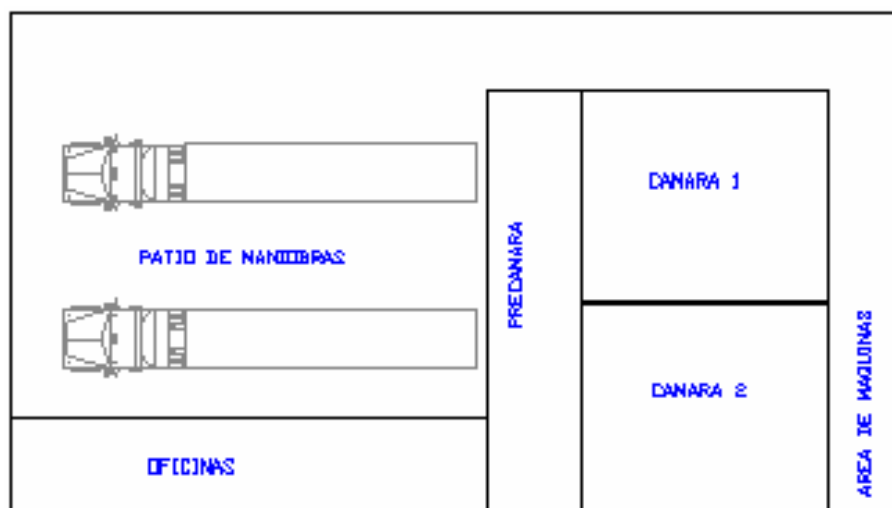 CAMARA 1
PATIO DE MANIOBRAS
PRECAMARA
CAMARA 2
AREA DE MAQUINAS
OFICINAS